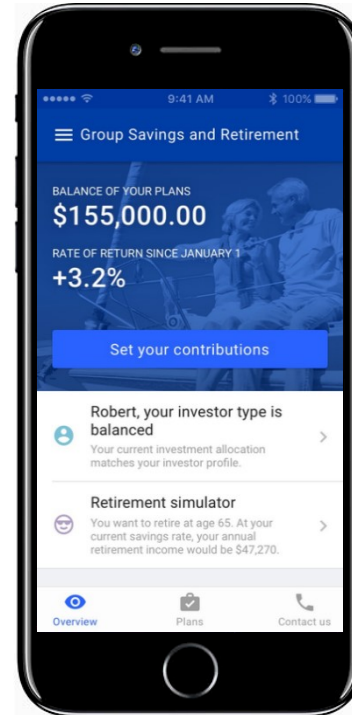 9:41 AM
100%
Group Savings and Retirement
BALANCE OF YOUR PLANS
$155,000.00
RATE OF RETURN SINCE JANUARY 1
+3.2%
Set your contributions
Robert, your investor type is
balanced
Your current investment allocation
matches your investor profile.
Retirement simulator
You want to retire at age 65. At your
current savings rate, your annual
retirement income would be $47,270.
Overview
Plans
Contact us